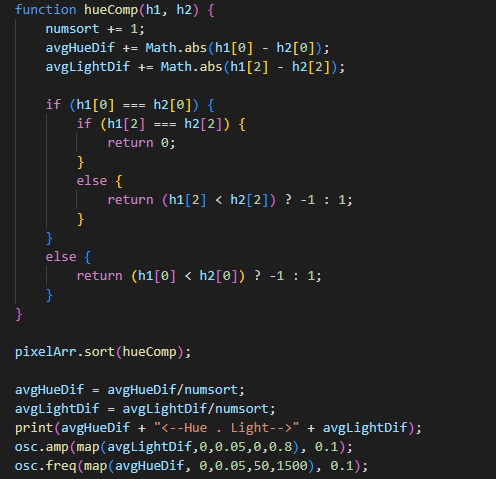 function hueComp(h1, h2) {
    numsort += 1;
    avgHueDif += Math.abs(h1[0] - h2[0]);
    avgLightDif += Math.abs(h1[2] - h2[2]);

    if (h1[0] === h2[0]) {
        if (h1[2] === h2[2]) {
            return 0;
        }
        else {
            return (h1[2] < h2[2]) ? -1 : 1;
        }
    }
    else {
        return (h1[0] < h2[0]) ? -1 : 1;
    }
}

pixelArr.sort(hueComp);

avgHueDif = avgHueDif/numsort;
avgLightDif = avgLightDif/numsort;
print(avgHueDif + "<--Hue . Light-->" + avgLightDif);
osc.amp(map(avgLightDif,0,0.05,0,0.8), 0.1);
osc.freq(map(avgHueDif, 0,0.05,50,1500), 0.1);